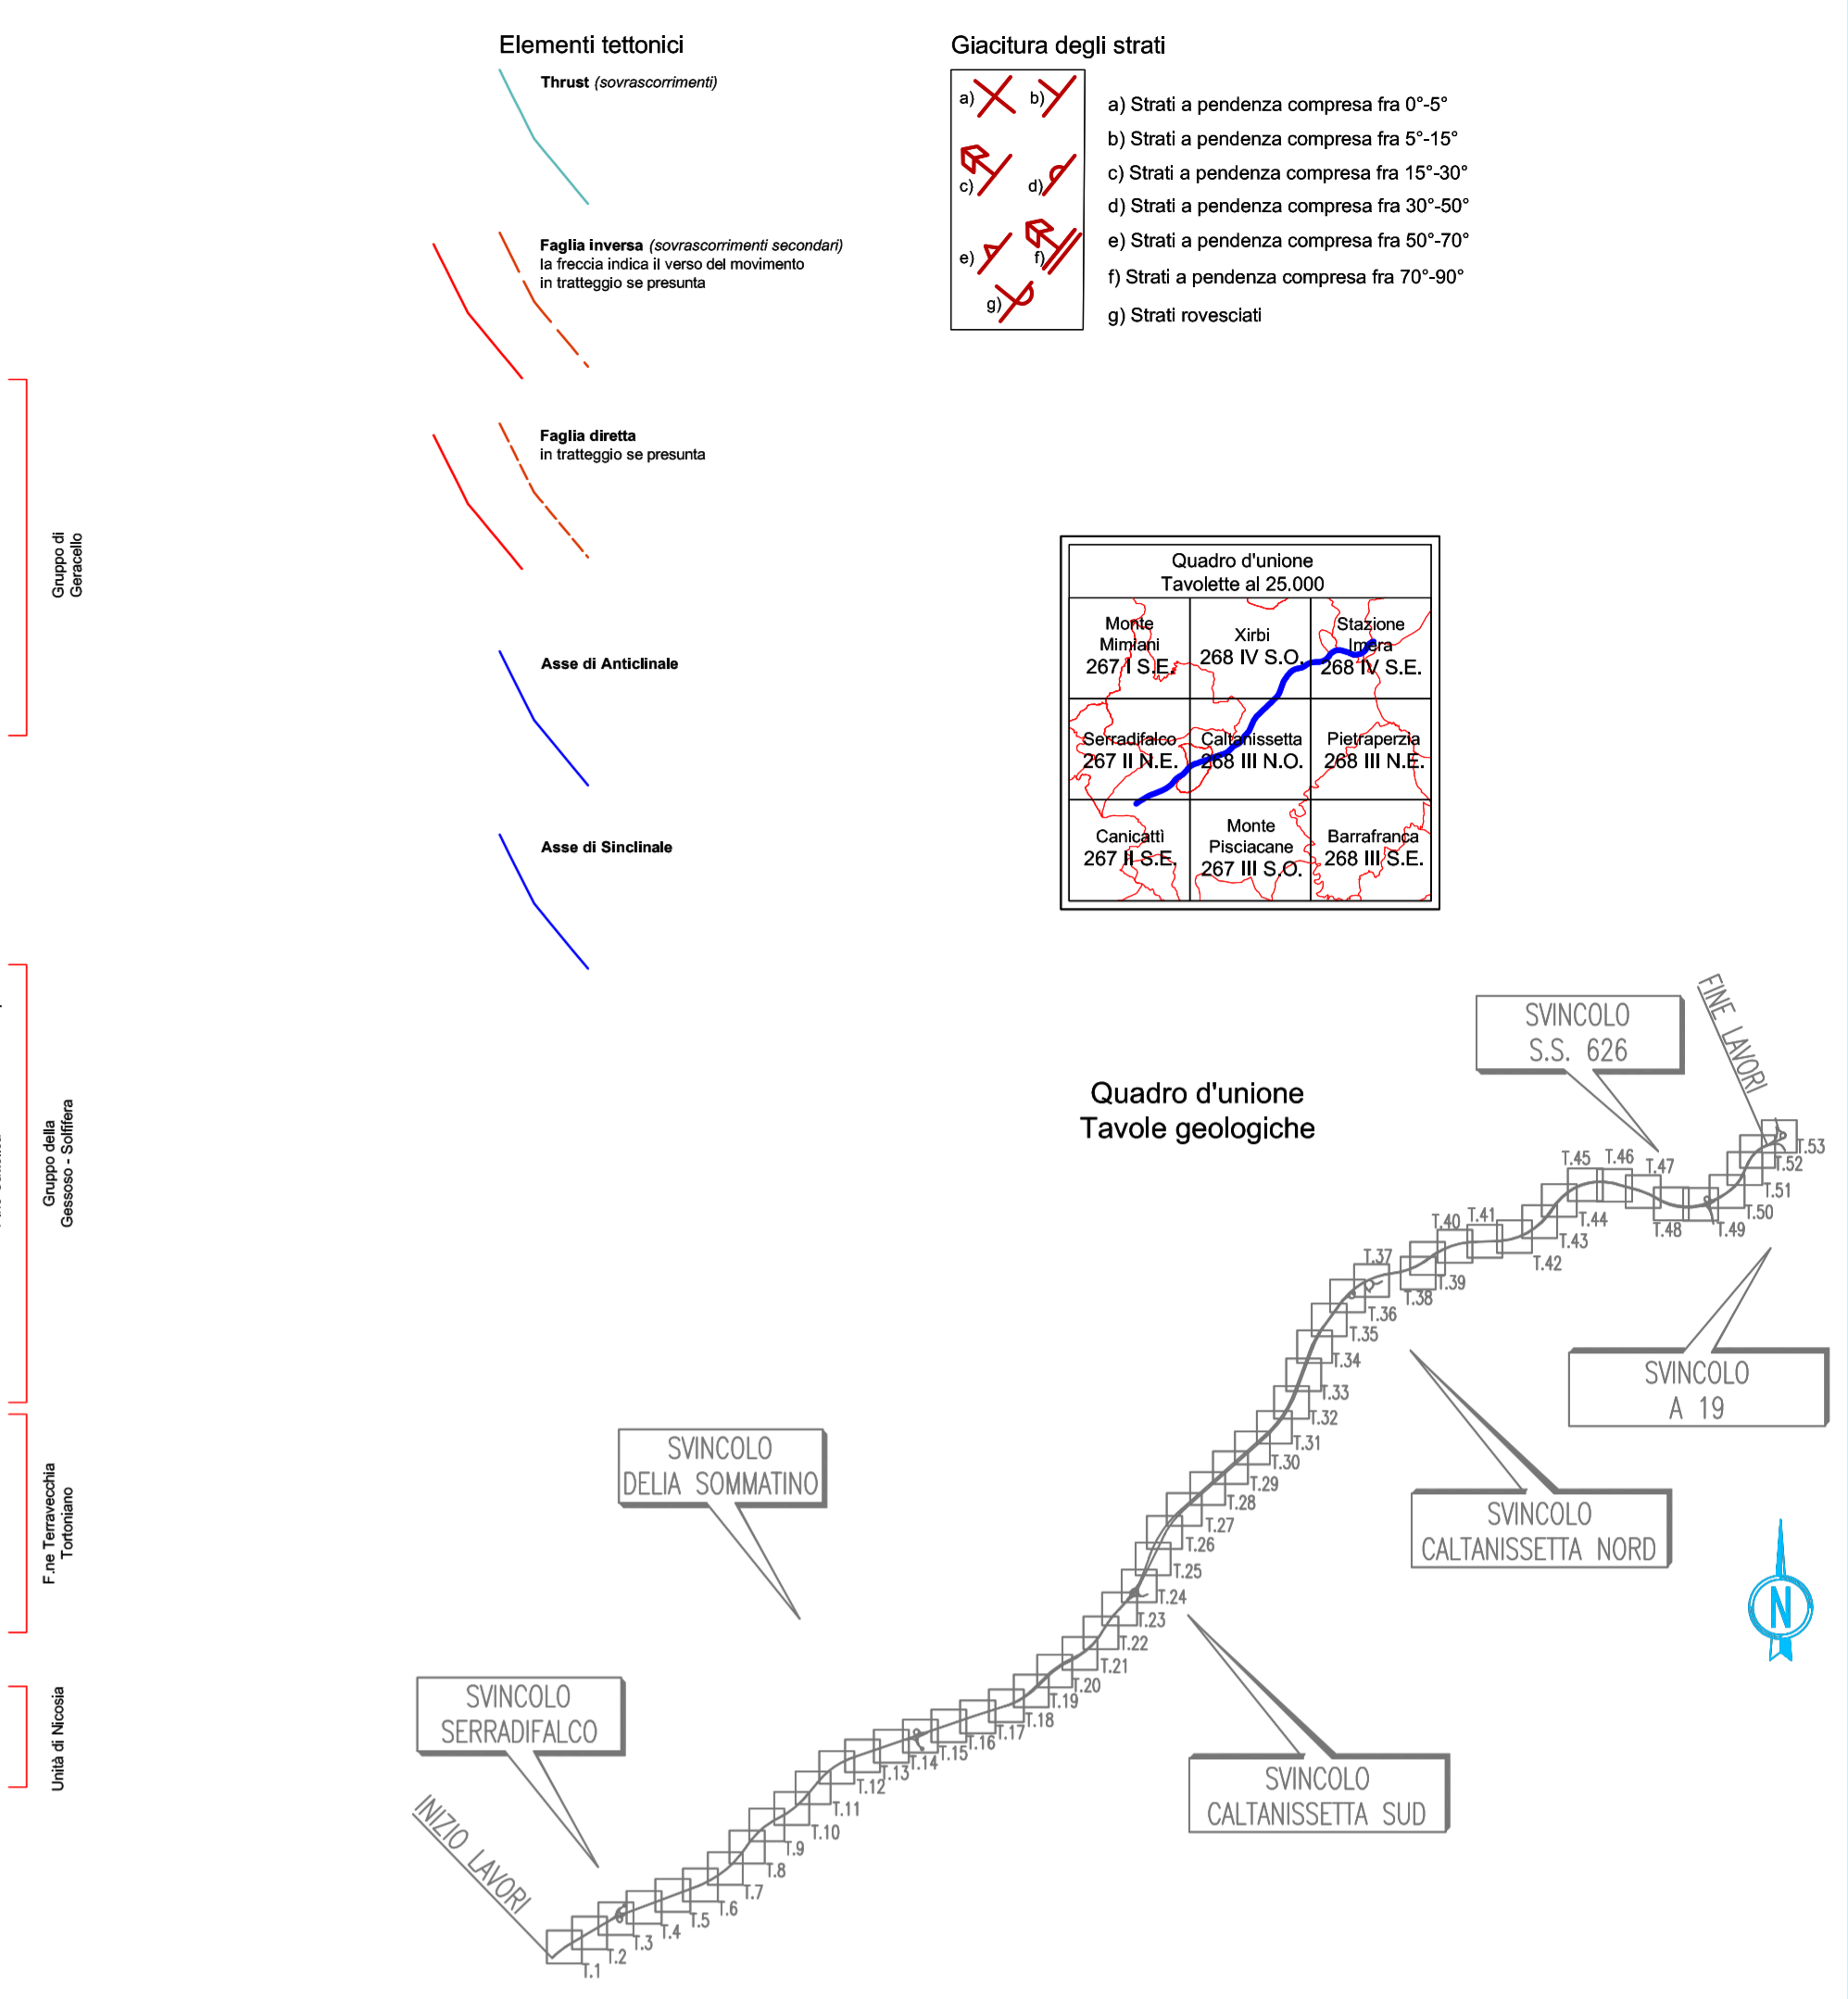 Elementi tettonici
Thrust (sovrascorrimenti)
Faglia inversa (sovrascorrimenti secondari)
la freccia indica il verso del movimento
in tratteggio se presunta
Faglia diretta
in tratteggio se presunta
Asse di Anticlinale
Asse di Sinclinale
Giacitura degli strati
a)
b)
c)
d)
e)
f)
g)
a) Strati a pendenza compresa fra 0°-5°
b) Strati a pendenza compresa fra 5°-15°
c) Strati a pendenza compresa fra 15°-30°
d) Strati a pendenza compresa fra 30°-50°
e) Strati a pendenza compresa fra 50°-70°
f) Strati a pendenza compresa fra 70°-90°
g) Strati rovesciati
Gruppo di
Geracello
Gruppo della
Gessoso - Solfifera
F.ne Terravecchia
Tortoniano
Unità di Nicosia
Quadro d'unione
Tavolette al 25.000
Monte
Mimiani
267 I S.E.
Xirbi
268 IV S.O.
Stazione
Imera
268 IV S.E.
Serradifalco
267 II N.E.
Caltanissetta
268 III N.O.
Pietraperzia
268 III N.E.
Canicattì
267 II S.E.
Monte
Pisciacane
267 III S.O.
Barrafranca
268 III S.E.
Quadro d'unione
Tavole geologiche
SVINCOLO
S.S. 626
FINE LAVORI
SVINCOLO
A 19
SVINCOLO
CALTANISSETTA NORD
SVINCOLO
DELIA SOMMATINO
SVINCOLO
CALTANISSETTA SUD
SVINCOLO
SERRADIFALCO
INIZIO LAVORI
N
T.1
T.2
T.3
T.4
T.5
T.6
T.7
T.8
T.9
T.10
T.11
T.12
T.13
T.14
T.15
T.16
T.17
T.18
T.19
T.20
T.21
T.22
T.23
T.24
T.25
T.26
T.27
T.28
T.29
T.30
T.31
T.32
T.33
T.34
T.35
T.36
T.37
T.38
T.39
T.40
T.41
T.42
T.43
T.44
T.45
T.46
T.47
T.48
T.49
T.50
T.51
T.52
T.53